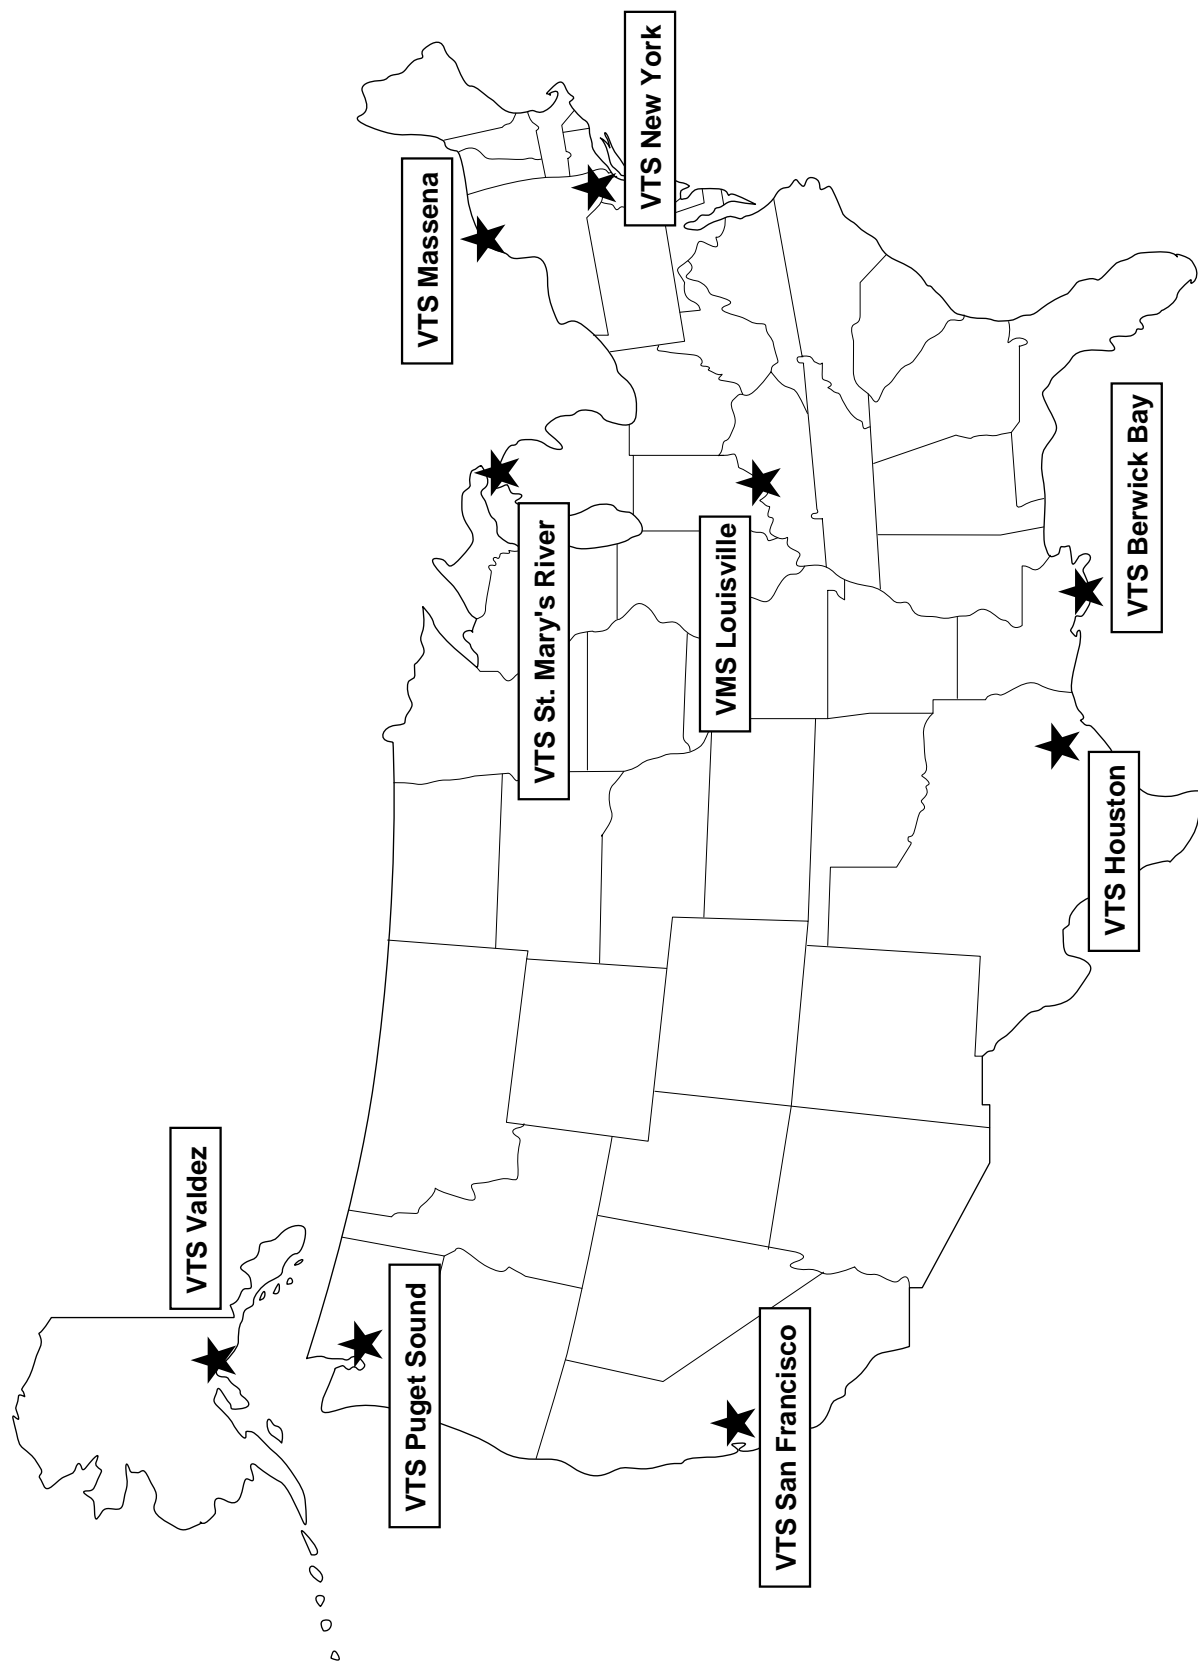 VTS Valdez
VTS Puget Sound
VTS San Francisco
VTS St. Mary's River
VMS Louisville
VTS Houston
VTS Berwick Bay
VTS Massena
VTS New York